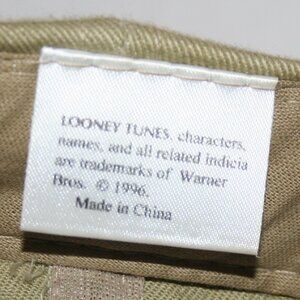 LOONEY TUNES, characters,
names, and all related indicia
are trademarks of Warner
Bros. © 1996.
Made in China